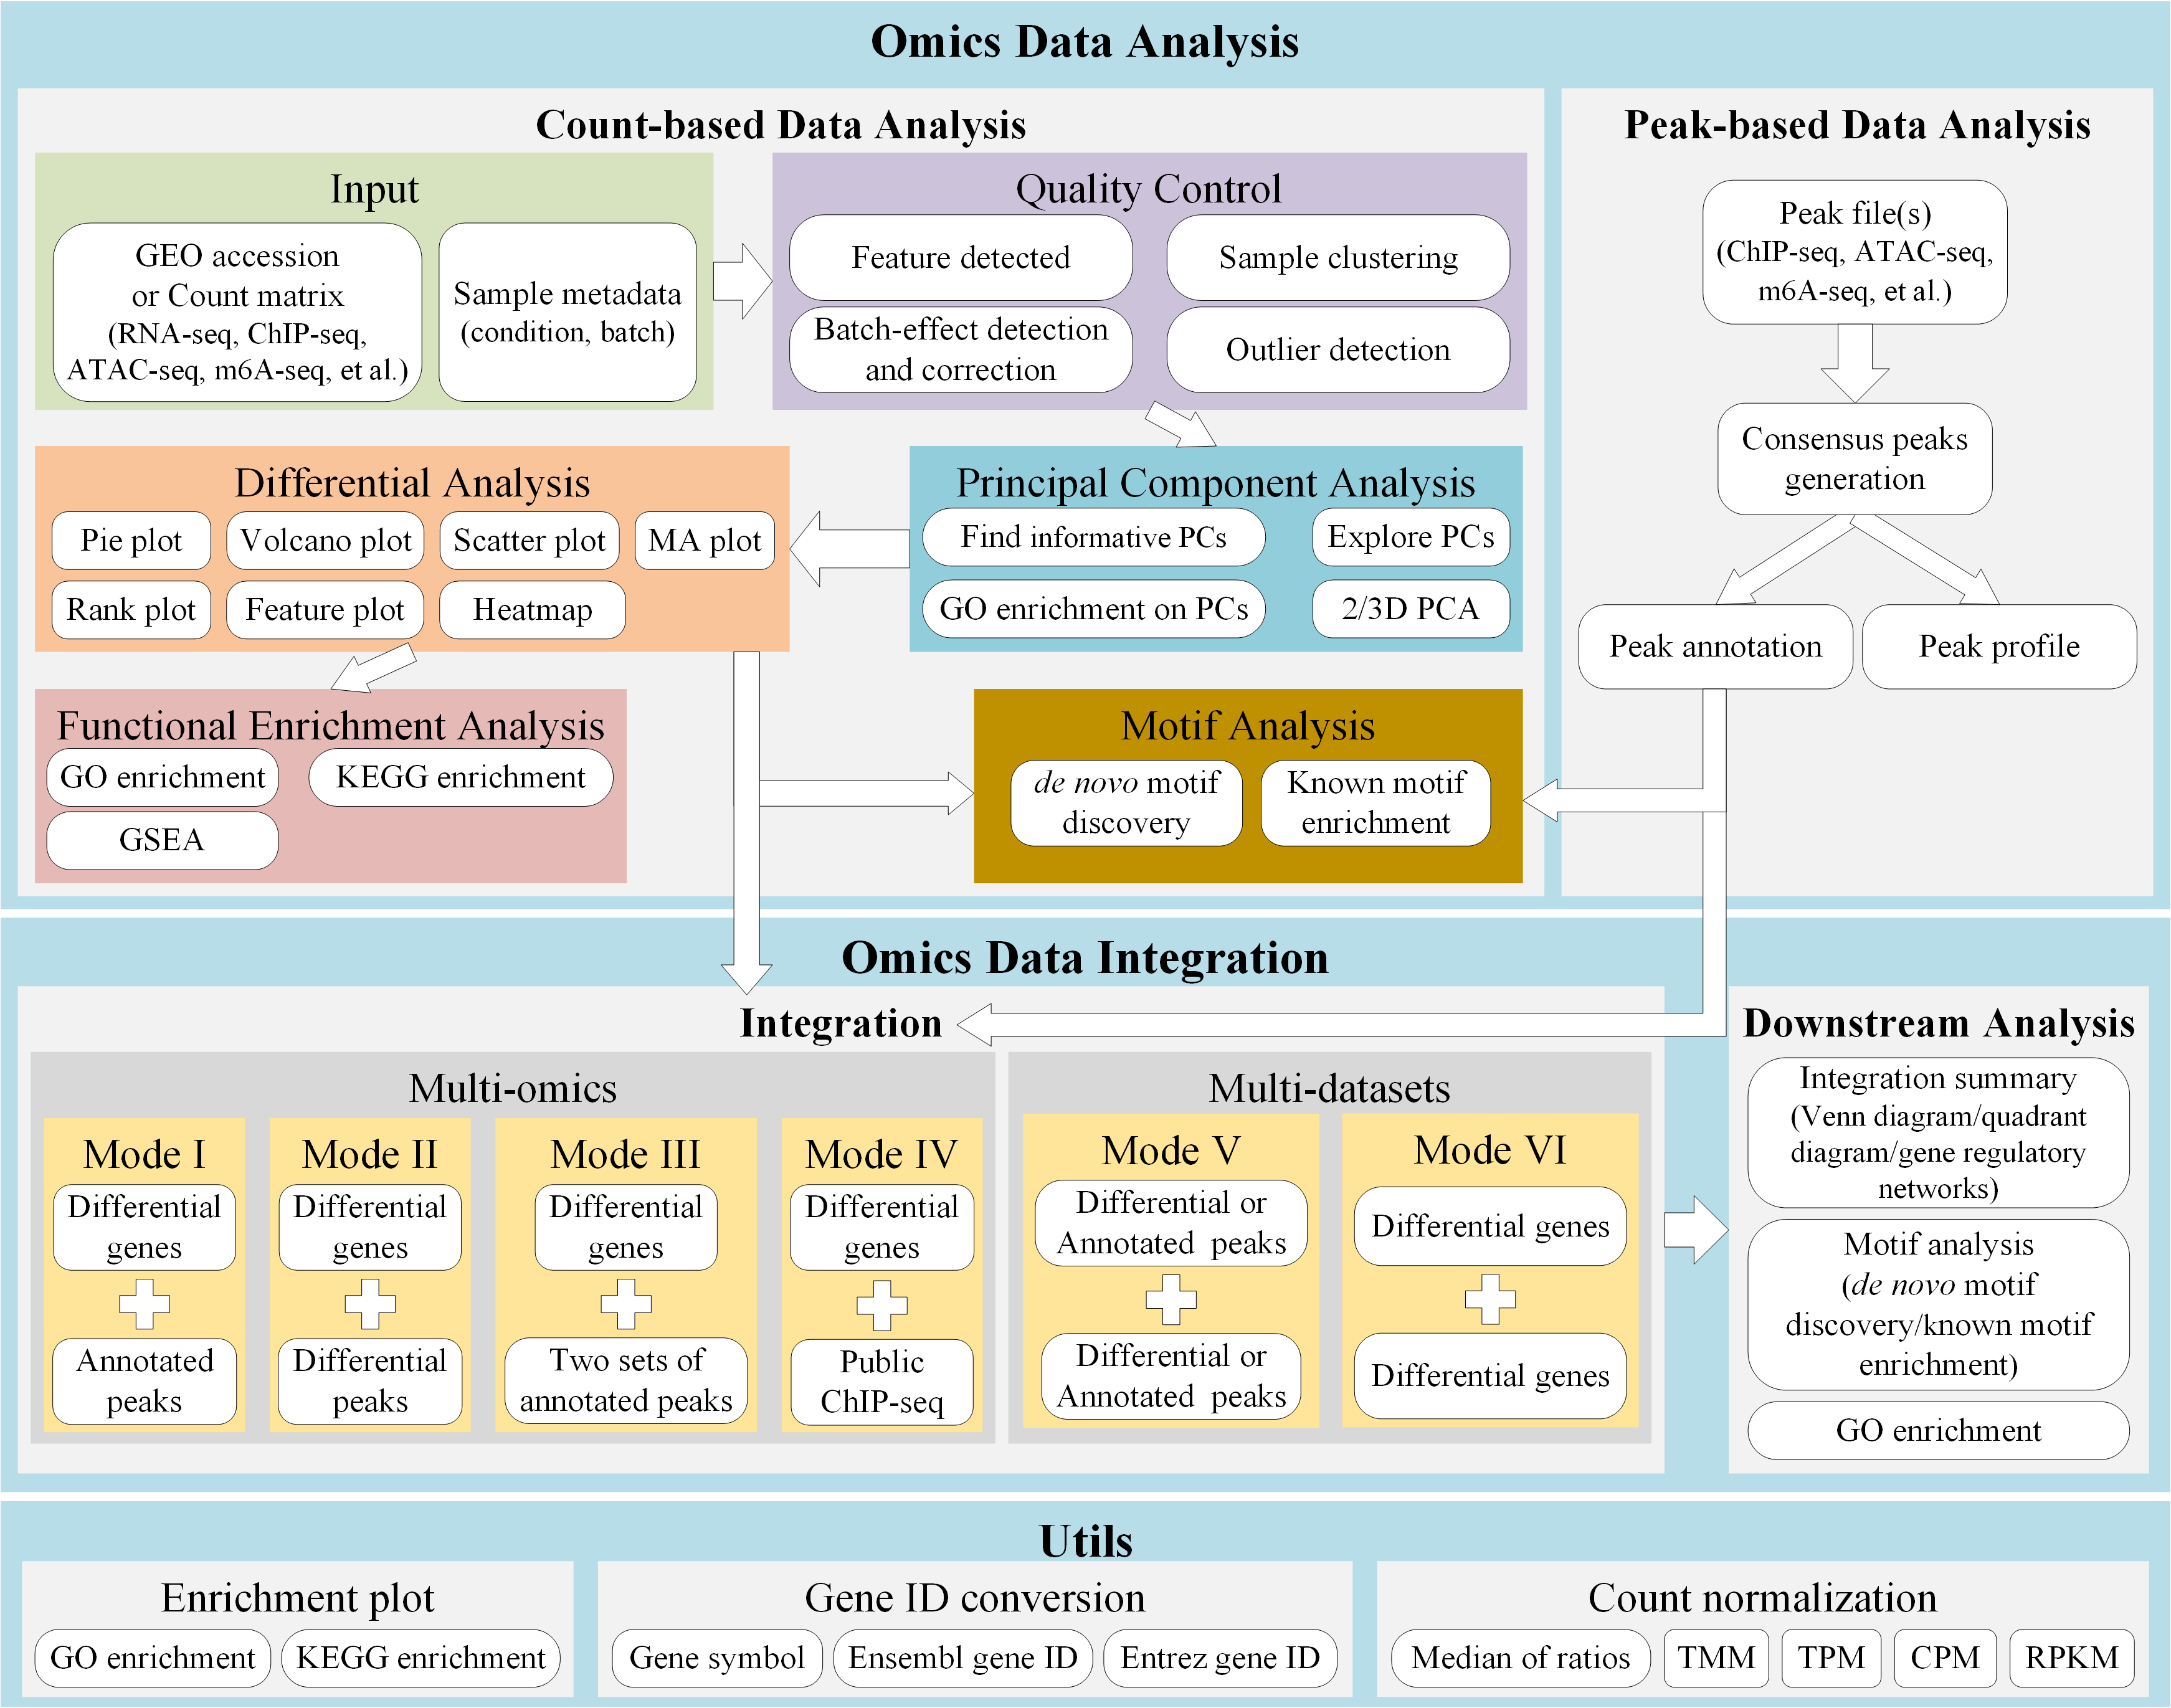 Omics Data Analysis
Count-based Data Analysis
Input
GEO accession
or Count matrix
(RNA-seq, ChIP-seq,
ATAC-seq, m6A-seq, et al.)
Sample metadata
(condition, batch)
Quality Control
Feature detected
Sample clustering
Batch-effect detection
and correction
Outlier detection
Differential Analysis
Pie plot
Volcano plot
Scatter plot
MA plot
Rank plot
Feature plot
Heatmap
Principal Component Analysis
Find informative PCs
Explore PCs
GO enrichment on PCs
2/3D PCA
Functional Enrichment Analysis
GO enrichment
KEGG enrichment
GSEA
Motif Analysis
de novo motif
discovery
Known motif
enrichment
Peak-based Data Analysis
Peak file(s)
(ChIP-seq, ATAC-seq,
m6A-seq, et al.)
Consensus peaks
generation
Peak annotation
Peak profile
Omics Data Integration
Integration
Multi-omics
Mode I
Differential
genes
Annotated
peaks
Mode II
Differential
genes
Differential
peaks
Mode III
Differential
genes
Two sets of
annotated peaks
Mode IV
Differential
genes
Public
ChIP-seq
Multi-datasets
Mode V
Differential or
Annotated peaks
Differential or
Annotated peaks
Mode VI
Differential genes
Differential genes
Downstream Analysis
Integration summary
(Venn diagram/quadrant
diagram/gene regulatory
networks)
Motif analysis
(de novo motif
discovery/known motif
enrichment)
GO enrichment
Utils
Enrichment plot
GO enrichment
KEGG enrichment
Gene ID conversion
Gene symbol
Ensembl gene ID
Entrez gene ID
Count normalization
Median of ratios
TMM
TPM
CPM
RPKM